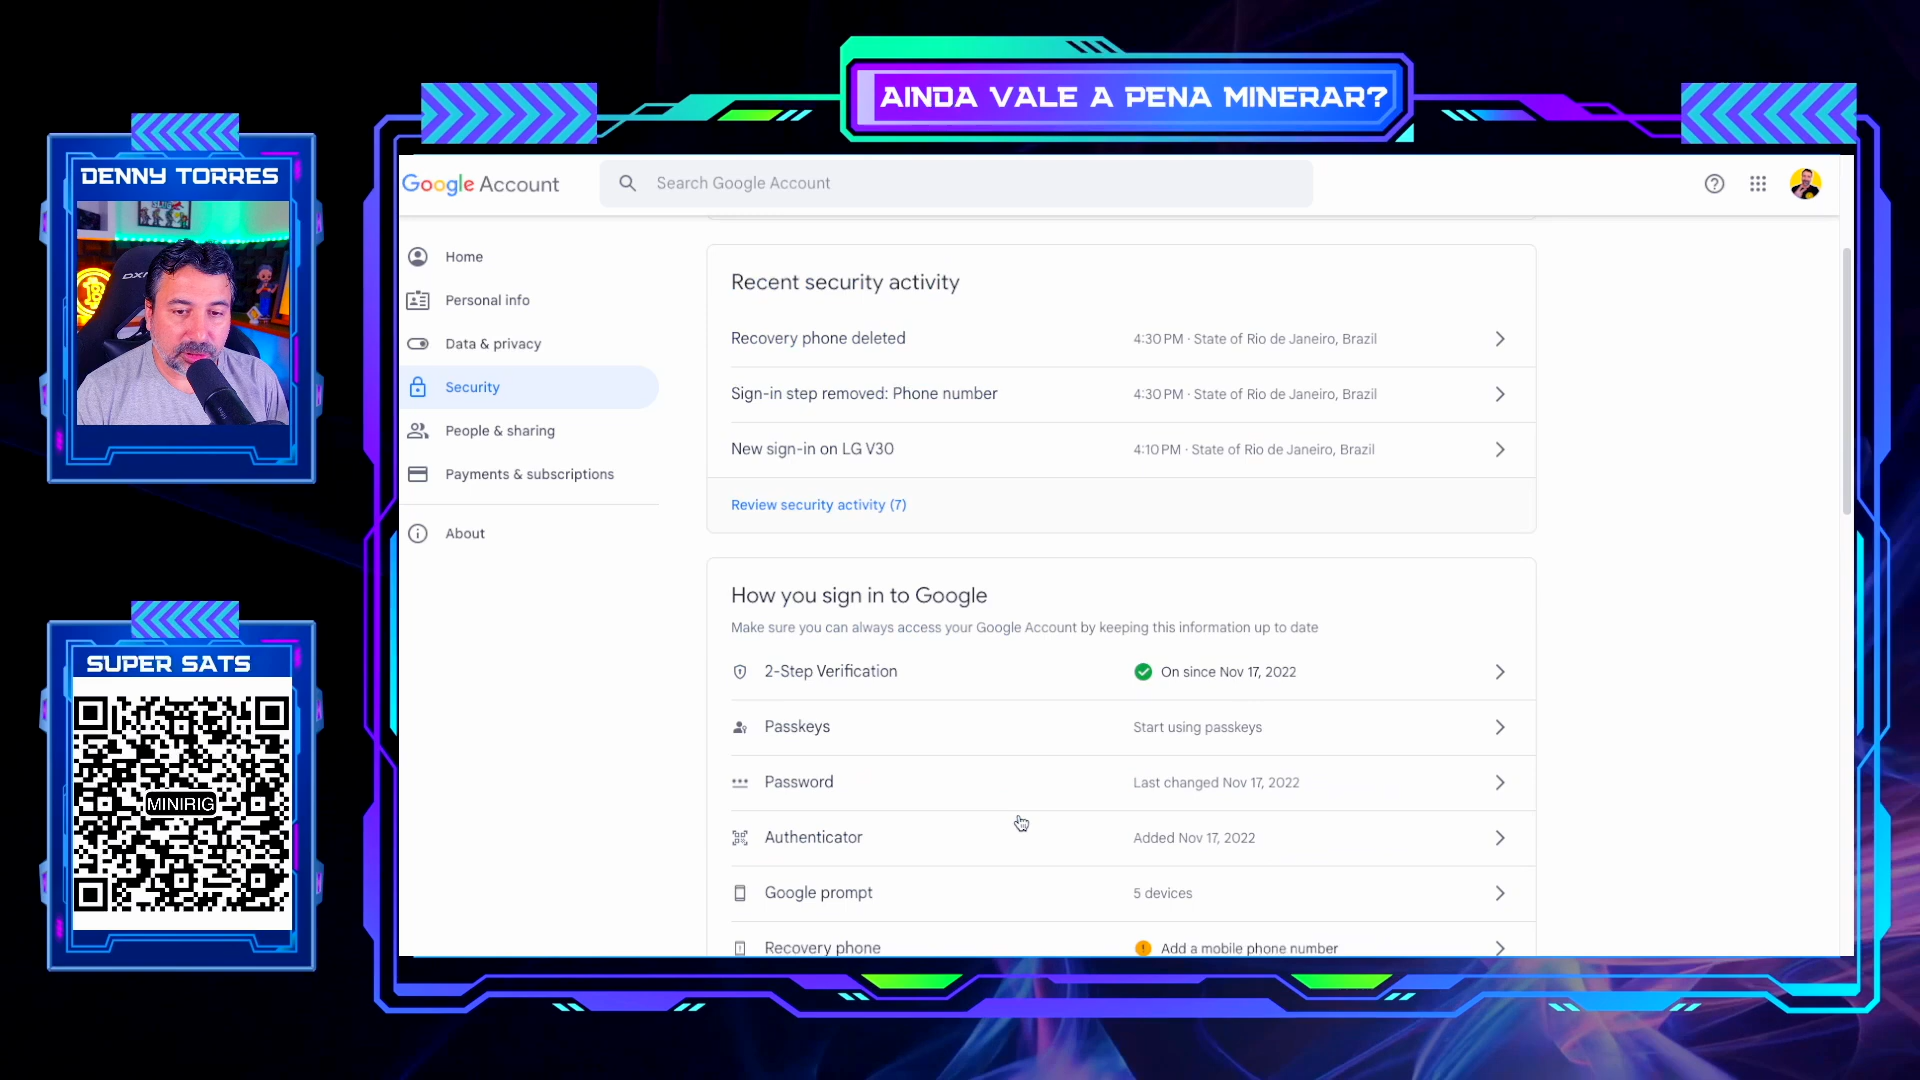 AINDA VALE A PENA MINERAR?
DENNY TORRES
DXR
SUPER SATS
MINIRIG
Google Account
Search Google Account
Home
Personal info
Data & privacy
Security
People & sharing
Payments & subscriptions
About
Recent security activity
Recovery phone deleted 4:30 PM · State of Rio de Janeiro, Brazil
Sign-in step removed: Phone number 4:30 PM · State of Rio de Janeiro, Brazil
New sign-in on LG V30 4:10 PM · State of Rio de Janeiro, Brazil
Review security activity (7)
How you sign in to Google
Make sure you can always access your Google Account by keeping this information up to date
2-Step Verification On since Nov 17, 2022
Passkeys Start using passkeys
Password Last changed Nov 17, 2022
Authenticator Added Nov 17, 2022
Google prompt 5 devices
Recovery phone Add a mobile phone number